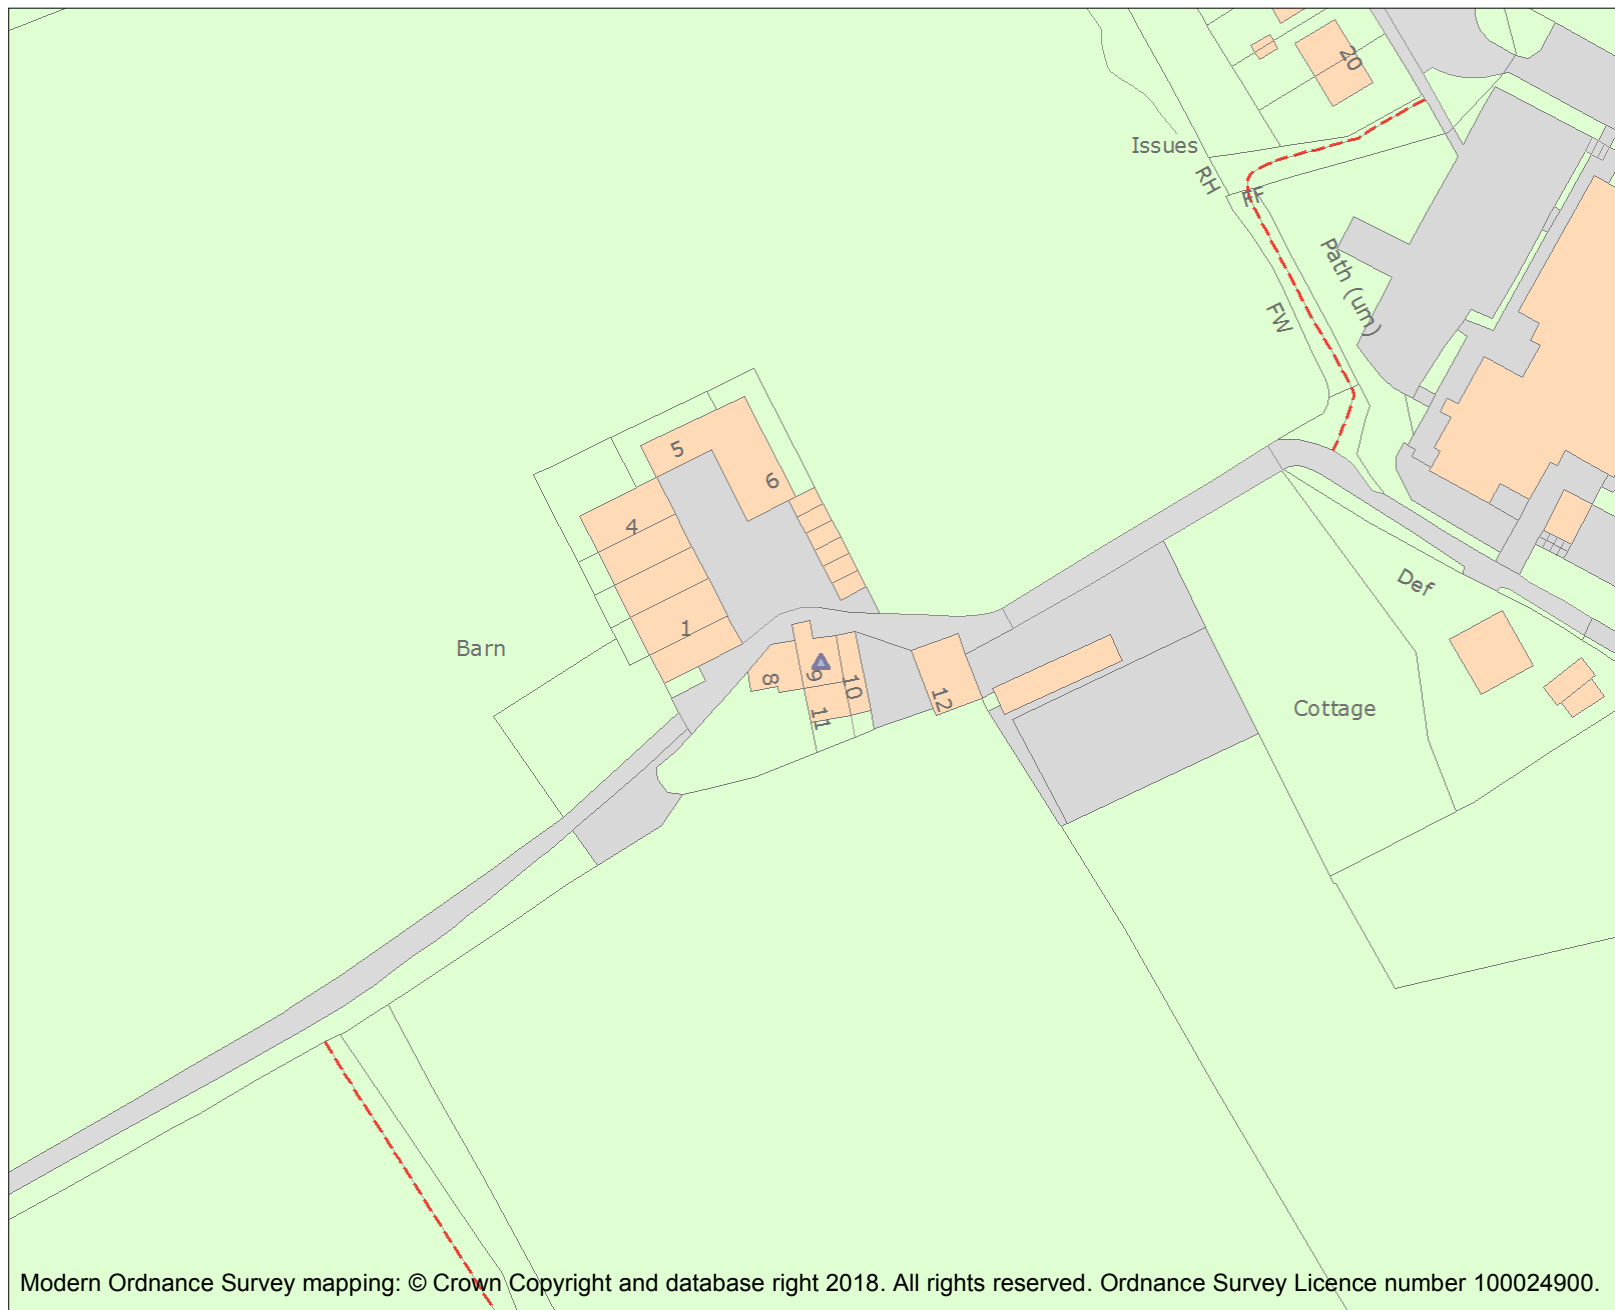 20
Issues
RH
FF
Path (um)
FW
5
6
4
1
Def
Barn
8
9
10
11
12
Cottage
Modern Ordnance Survey mapping: © Crown Copyright and database right 2018. All rights reserved. Ordnance Survey Licence number 100024900.